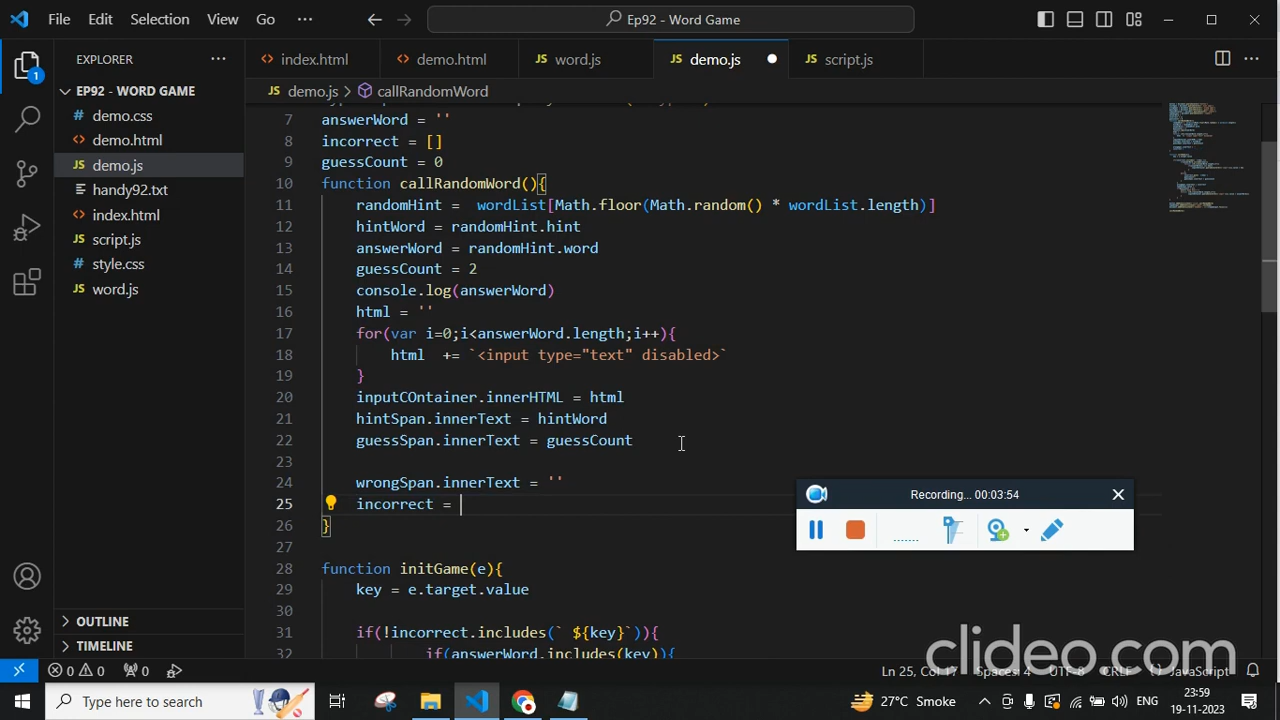 File Edit Selection View Go ··· Ep92 - Word Game
EXPLORER ··· index.html demo.html word.js demo.js script.js ···
EP92 - WORD GAME
demo.js > callRandomWord
demo.css
demo.html
demo.js
handy92.txt
index.html
script.js
style.css
word.js
7 answerWord = ''
8 incorrect = []
9 guessCount = 0
10 function callRandomWord(){
11 randomHint =  wordList[Math.floor(Math.random() * wordList.length)]
12 hintWord = randomHint.hint
13 answerWord = randomHint.word
14 guessCount = 2
15 console.log(answerWord)
16 html = ''
17 for(var i=0;i<answerWord.length;i++){
18 html  += `<input type="text" disabled>`
19 }
20 inputCOntainer.innerHTML = html
21 hintSpan.innerText = hintWord
22 guessSpan.innerText = guessCount
23
24 wrongSpan.innerText = ''
25 incorrect =
26 }
27
28 function initGame(e){
29 key = e.target.value
30
31 if(!incorrect.includes(` ${key}`)){
32 if(answerWord.includes(key)){
Recording... 00:03:54
OUTLINE
TIMELINE
clideo.com
0 0 0 Ln 25, Col 17 Spaces: 4 UTF-8 CRLF {} JavaScript
Type here to search 27°C Smoke ENG 23:59
19-11-2023 1